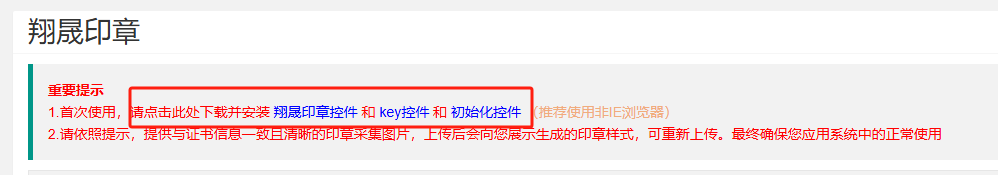 翔晟印章
重要提示
1.首次使用，请点击此处下载并安装 翔晟印章控件 和 key控件 和 初始化控件 （推荐使用非IE浏览器）
2.请依照提示，提供与证书信息一致且清晰的印章采集图片，上传后会向您展示生成的印章样式，可重新上传。最终确保您应用系统中的正常使用